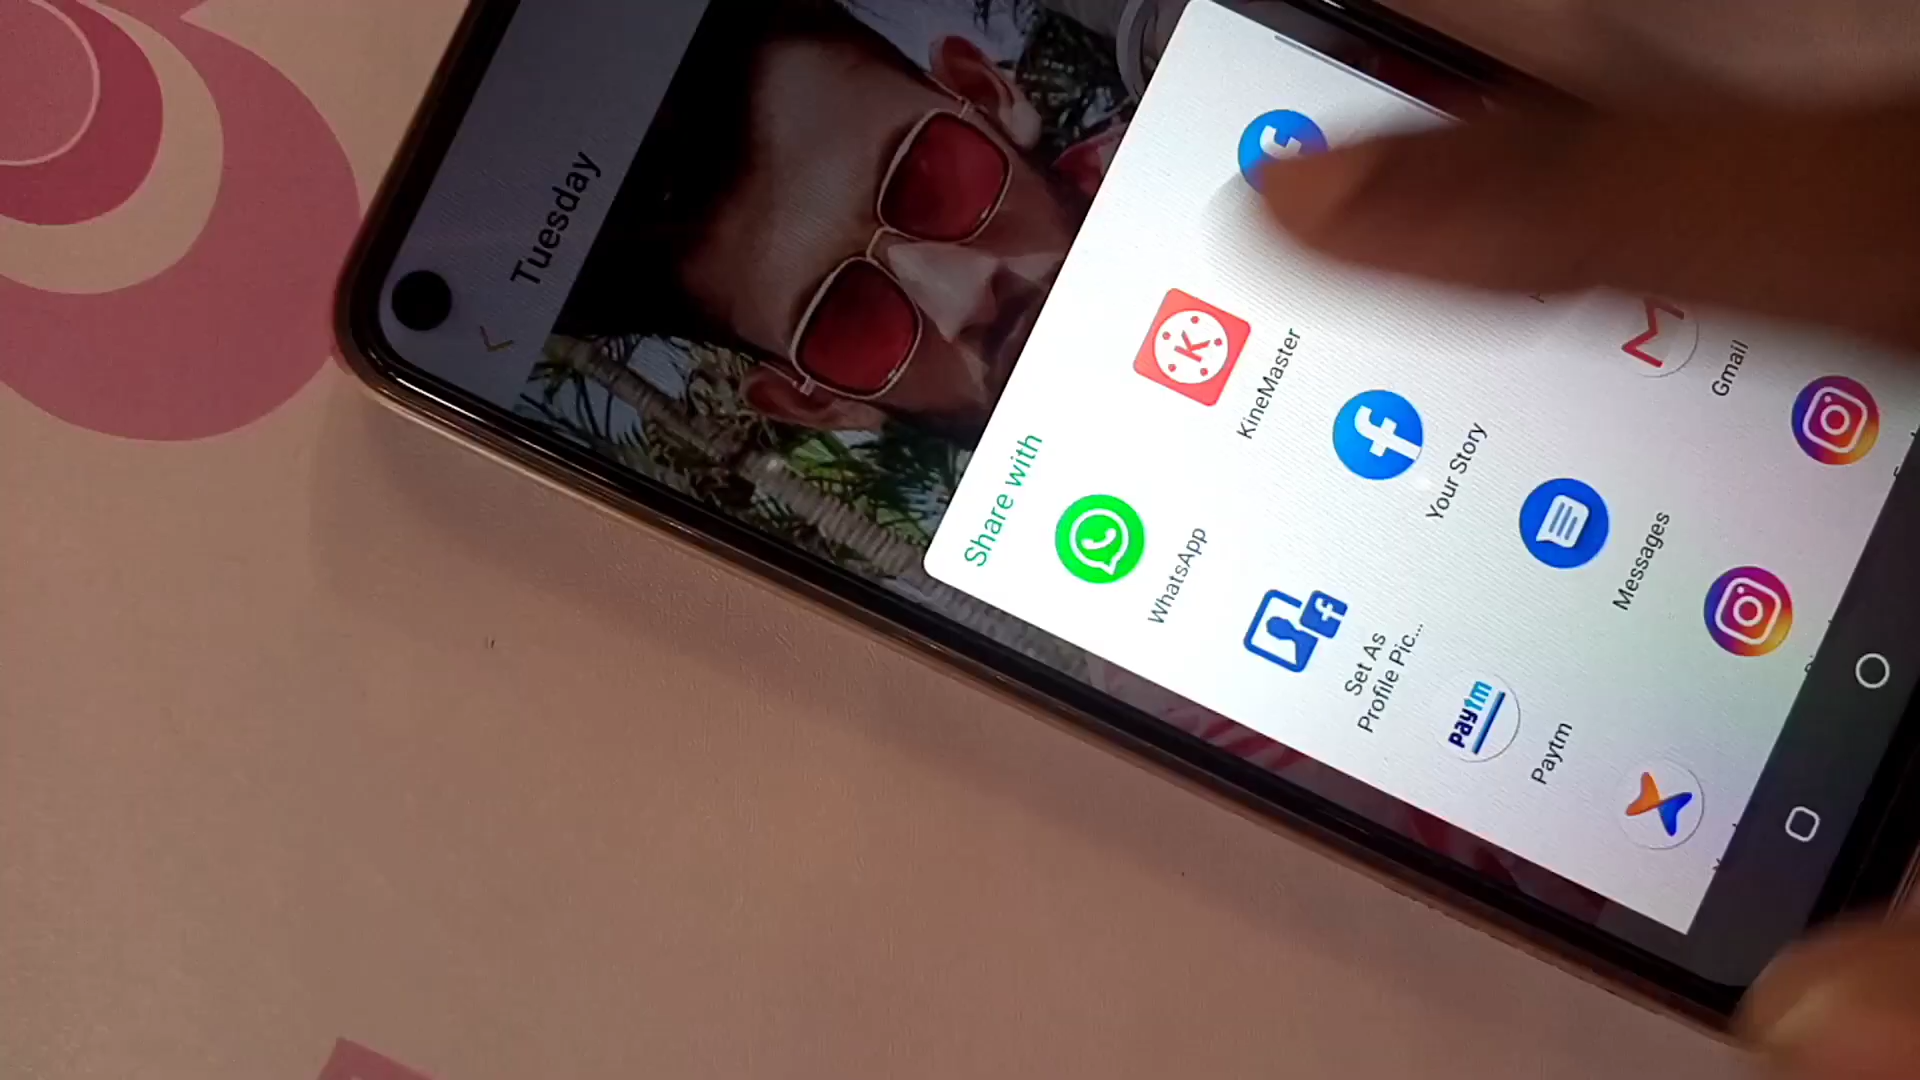 Tuesday
Share with
WhatsApp
KineMaster
Set As
Profile Pic...
Your Story
paytm
Paytm
Messages
Gmail